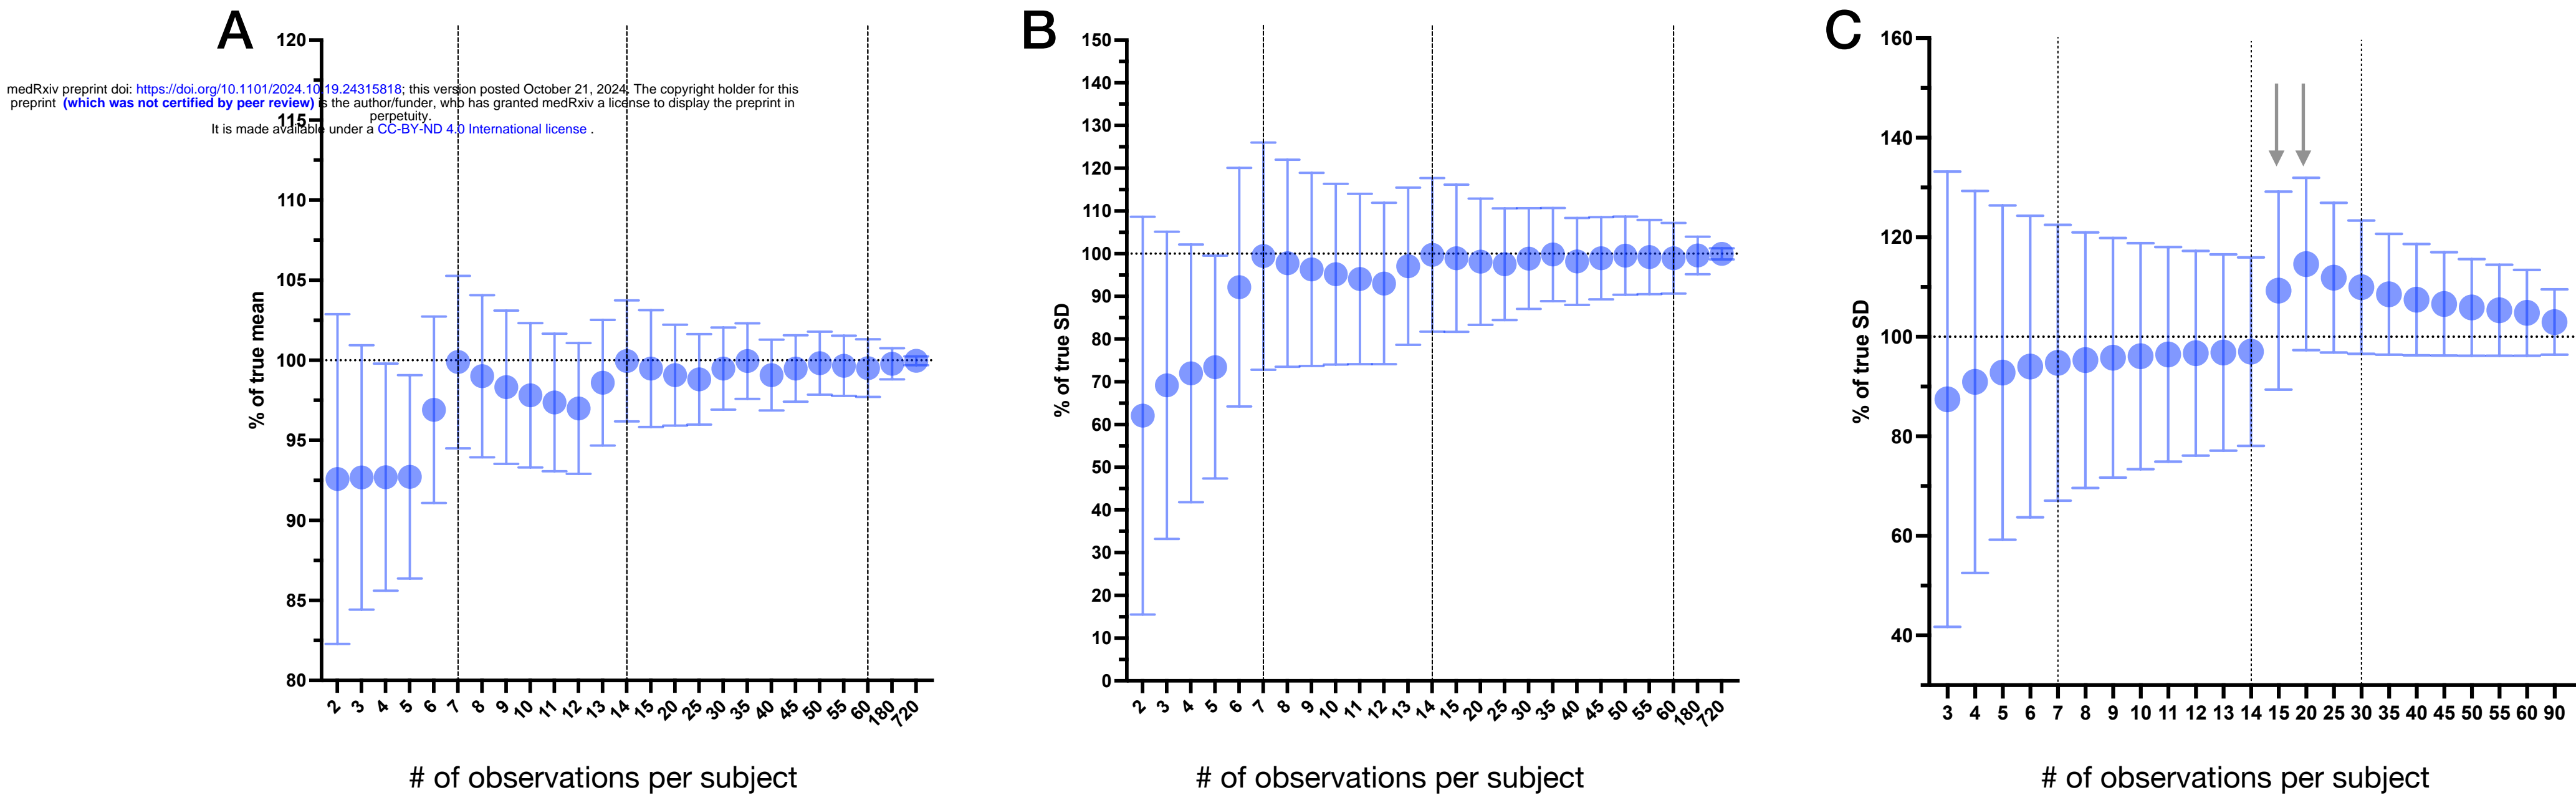 A
B
C
medRxiv preprint doi: https://doi.org/10.1101/2024.10.19.24315818; this version posted October 21, 2024. The copyright holder for this
preprint (which was not certified by peer review) is the author/funder, who has granted medRxiv a license to display the preprint in
perpetuity.
It is made available under a CC-BY-ND 4.0 International license .
120
115
110
105
100
95
90
85
80
% of true mean
2 3 4 5 6 7 8 9 10 11 12 13 14 15 20 25 30 35 40 45 50 55 60 180 720
# of observations per subject
150
140
130
120
110
100
90
80
70
60
50
40
30
20
10
0
% of true SD
2 3 4 5 6 7 8 9 10 11 12 13 14 15 20 25 30 35 40 45 50 55 60 180 720
# of observations per subject
160
140
120
100
80
60
40
% of true SD
3 4 5 6 7 8 9 10 11 12 13 14 15 20 25 30 35 40 45 50 55 60 90
# of observations per subject